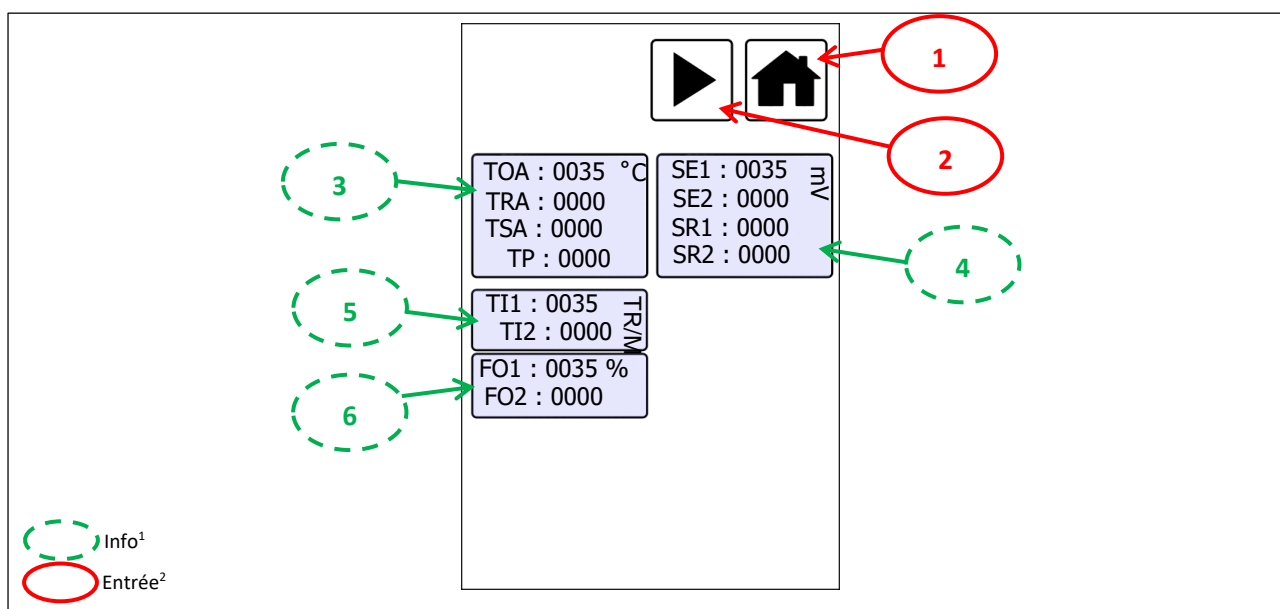 1
2
3
TOA : 0035 °C
TRA : 0000
TSA : 0000
TP : 0000
SE1 : 0035
SE2 : 0000
SR1 : 0000
SR2 : 0000
mV
4
5
TI1 : 0035
TI2 : 0000
TR/M
6
FO1 : 0035 %
FO2 : 0000
Info¹
Entrée²